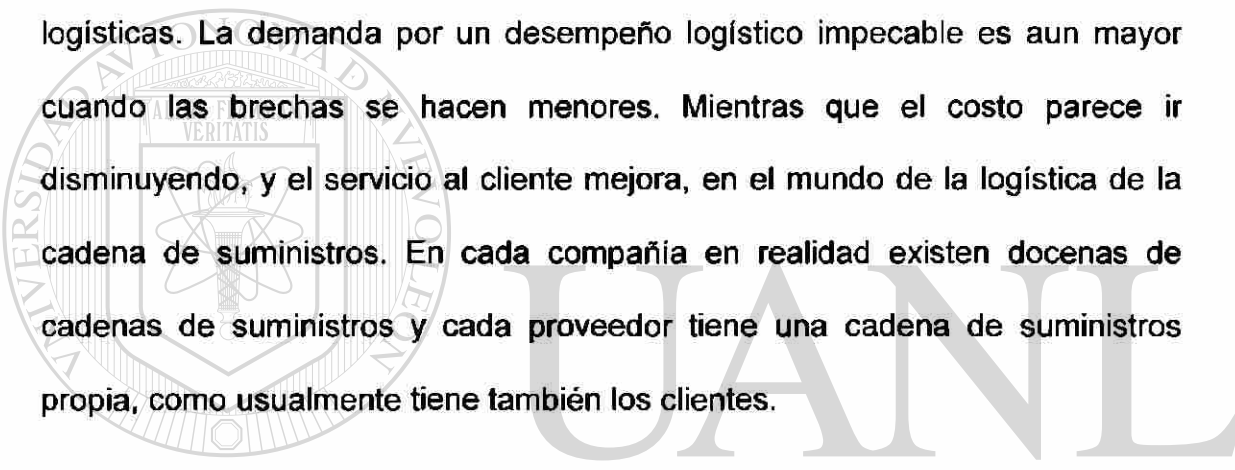 logísticas. La demanda por un desempeño logístico impecable es aun mayor
cuando las brechas se hacen menores. Mientras que el costo parece ir
disminuyendo, y el servicio al cliente mejora, en el mundo de la logística de la
cadena de suministros. En cada compañía en realidad existen docenas de
cadenas de suministros y cada proveedor tiene una cadena de suministros
propia, como usualmente tiene también los clientes.
VERITATIS
UANL